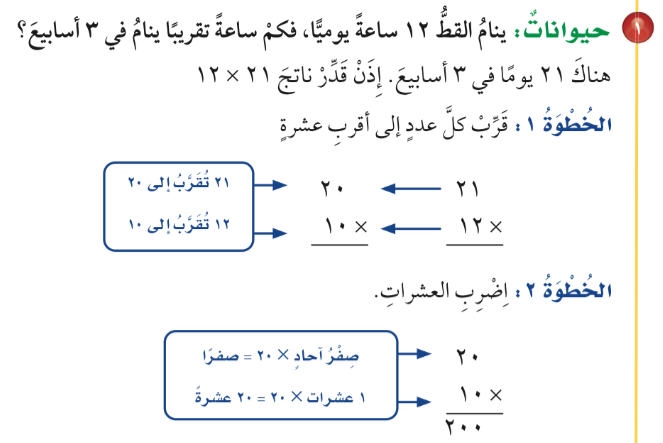 ١ حيواناتٌ: ينامُ القطُّ ١٢ ساعةً يوميًّا، فكمْ ساعةً تقريبًا ينامُ في ٣ أسابيعَ؟
هناكَ ٢١ يومًا في ٣ أسابيعَ. إِذَنْ قَدِّرْ ناتجَ ٢١ × ١٢
الخُطْوَةُ ١: قَرِّبْ كلَّ عددٍ إلى أقربِ عشرةٍ
٢١ ٢٠ ٢١ تُقَرَّبُ إلى ٢٠
× ١٢ × ١٠ ١٢ تُقَرَّبُ إلى ١٠
الخُطْوَةُ ٢: اِضْرِبِ العشراتِ.
٢٠ صِفْرُ آحادٍ × ٢٠ = صفرًا
× ١٠ ١ عشرات × ٢٠ = ٢٠ عشرةً
٢٠٠